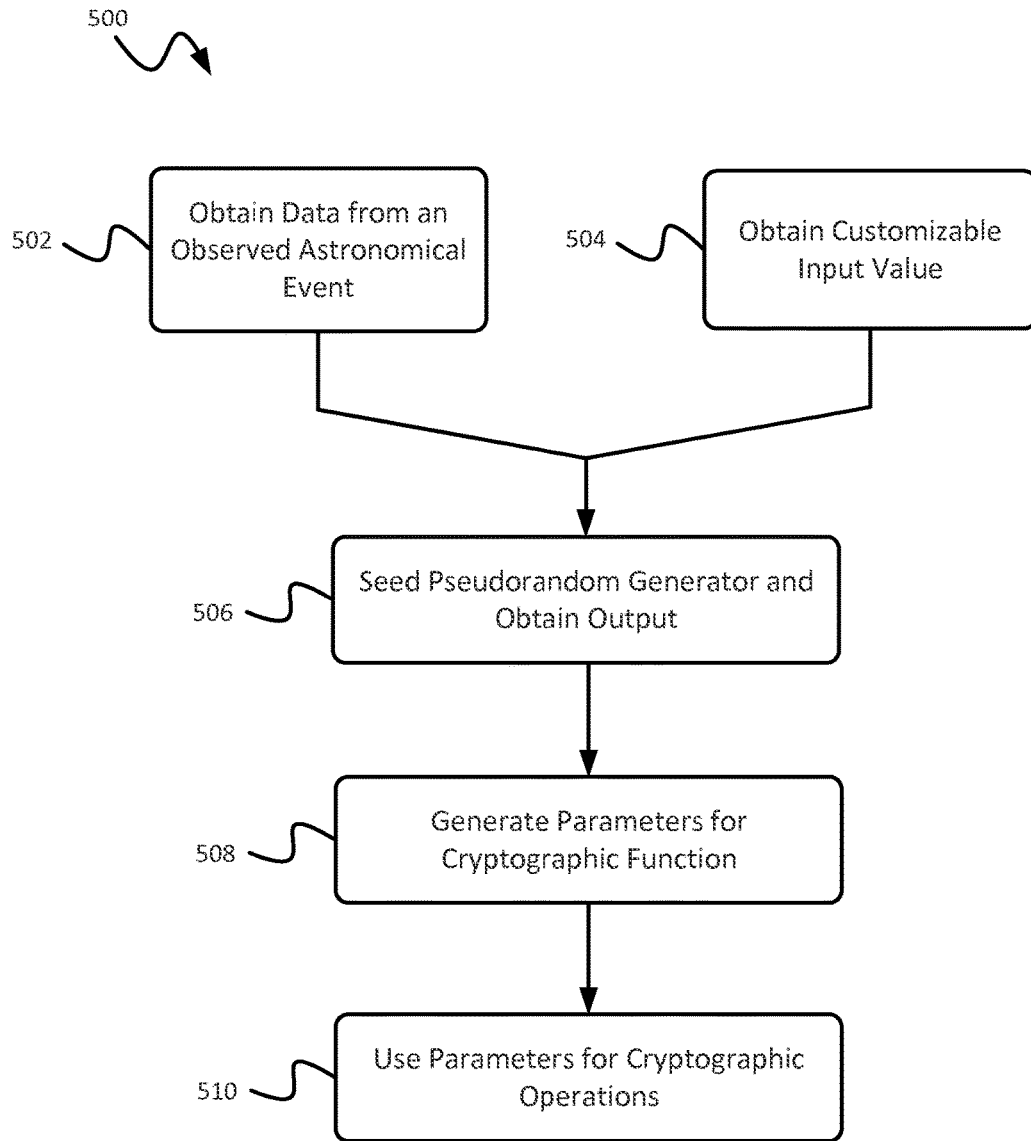 500
502
Obtain Data from an
Observed Astronomical
Event
504
Obtain Customizable
Input Value
506
Seed Pseudorandom Generator and
Obtain Output
508
Generate Parameters for
Cryptographic Function
510
Use Parameters for Cryptographic
Operations